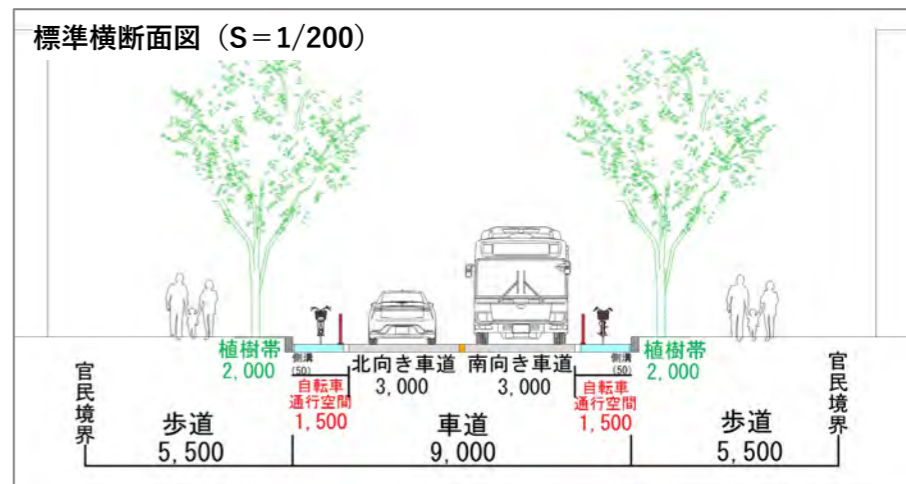 標準横断面図（S＝1/200）
植樹帯
2,000
側溝
(50)
北向き車道
3,000
南向き車道
3,000
側溝
(50)
植樹帯
2,000
自転車
通行空間
1,500
自転車
通行空間
1,500
官民境界
歩道
5,500
車道
9,000
歩道
5,500
官民境界